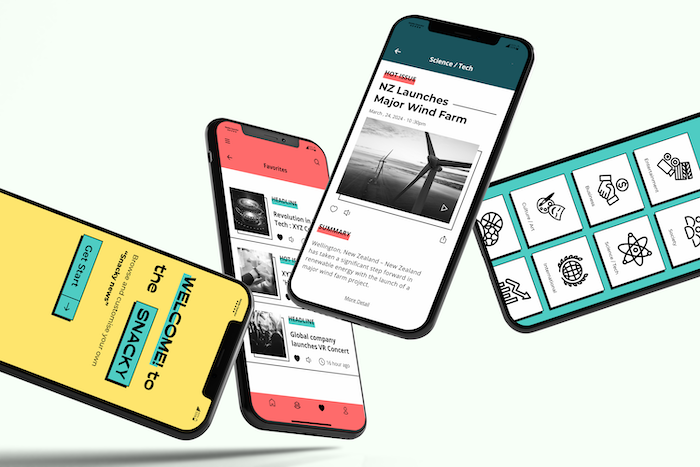 WELCOME! to
the SNACKY
Browse and customise your own
"Snacky news"
Get Start
Favorites
HEADLINE
Revolution in
Tech : XYZ C
HEADLINE
Global company
launches VR Concert
16 hour ago
Science / Tech
HOT ISSUE
NZ Launches
Major Wind Farm
March . 24, 2024 - 10 : 30pm
SUMMARY
Wellington, New Zealand – New Zealand
has taken a significant step forward in
renewable energy with the launch of a
major wind farm project.
More Detail
Culture / Art
Business
Entertainment
International
Science / Tech
Society